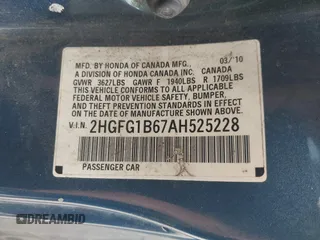 MFD. BY HONDA OF CANADA MFG., 03/10
A DIVISION OF HONDA CANADA INC. CANADA
GVWR 3627LBS GAWR F 1940LBS R 1709LBS
THIS VEHICLE CONFORMS TO ALL APPLICABLE
FEDERAL MOTOR VEHICLE SAFETY, BUMPER,
AND THEFT PREVENTION STANDARDS IN
EFFECT ON THE DATE OF MANUFACTURE
SHOWN ABOVE.
V.I.N. 2HGFG1B67AH525228
PASSENGER CAR
DREAMBID